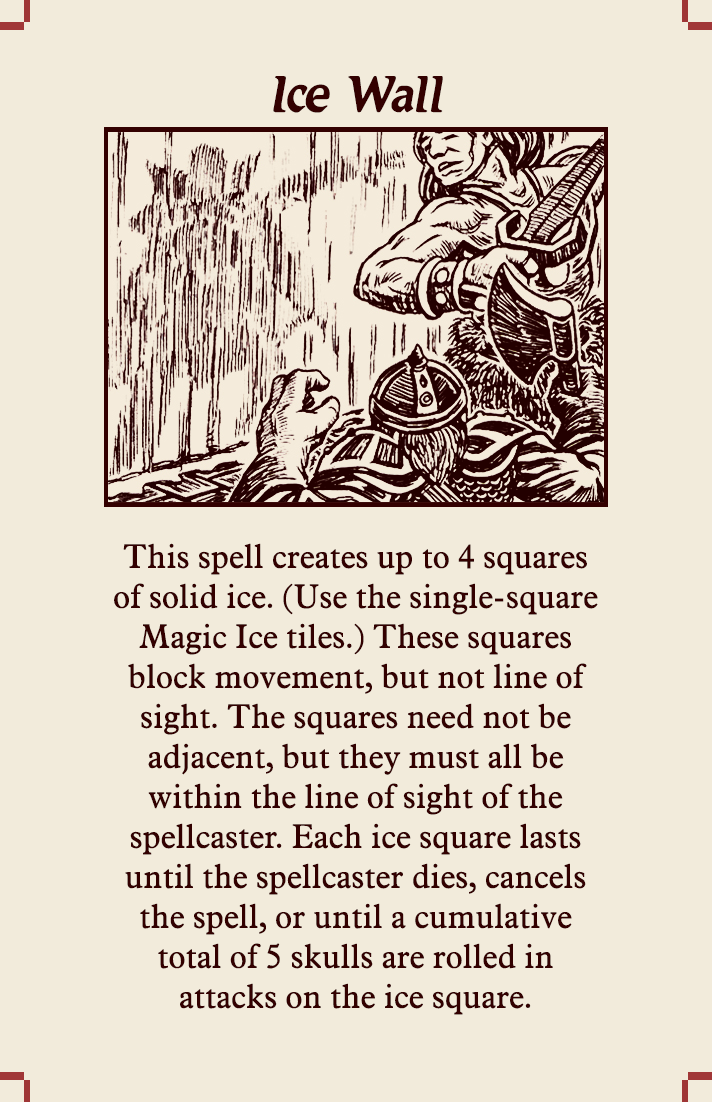 Ice Wall
This spell creates up to 4 squares
of solid ice. (Use the single-square
Magic Ice tiles.) These squares
block movement, but not line of
sight. The squares need not be
adjacent, but they must all be
within the line of sight of the
spellcaster. Each ice square lasts
until the spellcaster dies, cancels
the spell, or until a cumulative
total of 5 skulls are rolled in
attacks on the ice square.